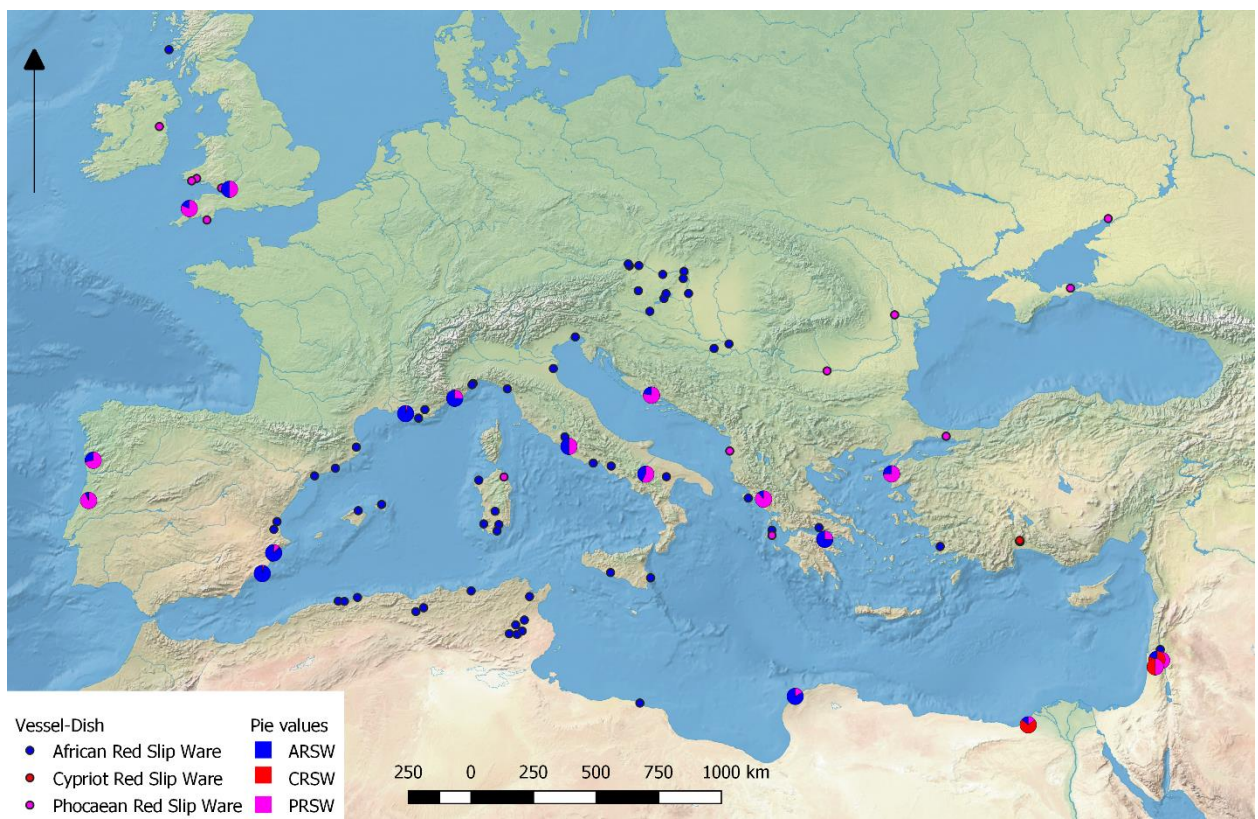 Vessel-Dish Pie values
African Red Slip Ware ARSW
Cypriot Red Slip Ware CRSW
Phocaean Red Slip Ware PRSW
250 0 250 500 750 1000 km